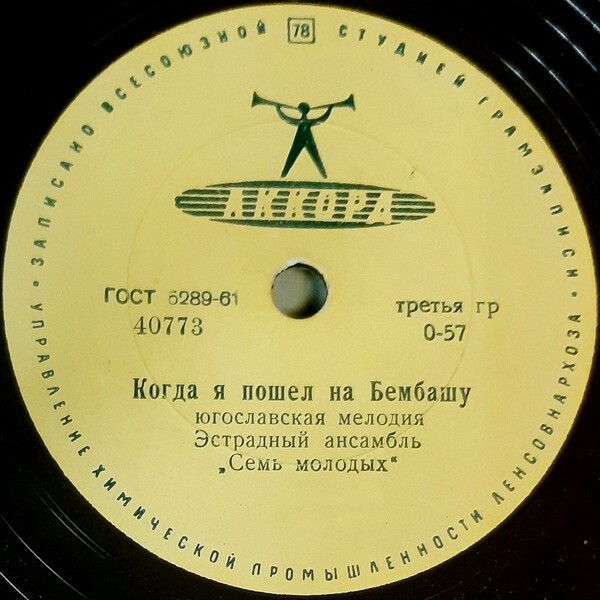 ЗАПИСАНО ВСЕСОЮЗНОЙ 78 СТУДИЕЙ ГРАМЗАПИСИ
АККОРД
ГОСТ 5289-61
40773
третья гр
0-57
Когда я пошел на Бембашу
югославская мелодия
Эстрадный ансамбль
„Семь молодых“
УПРАВЛЕНИЕ ХИМИЧЕСКОЙ ПРОМЫШЛЕННОСТИ ЛЕНСОВНАРХОЗА